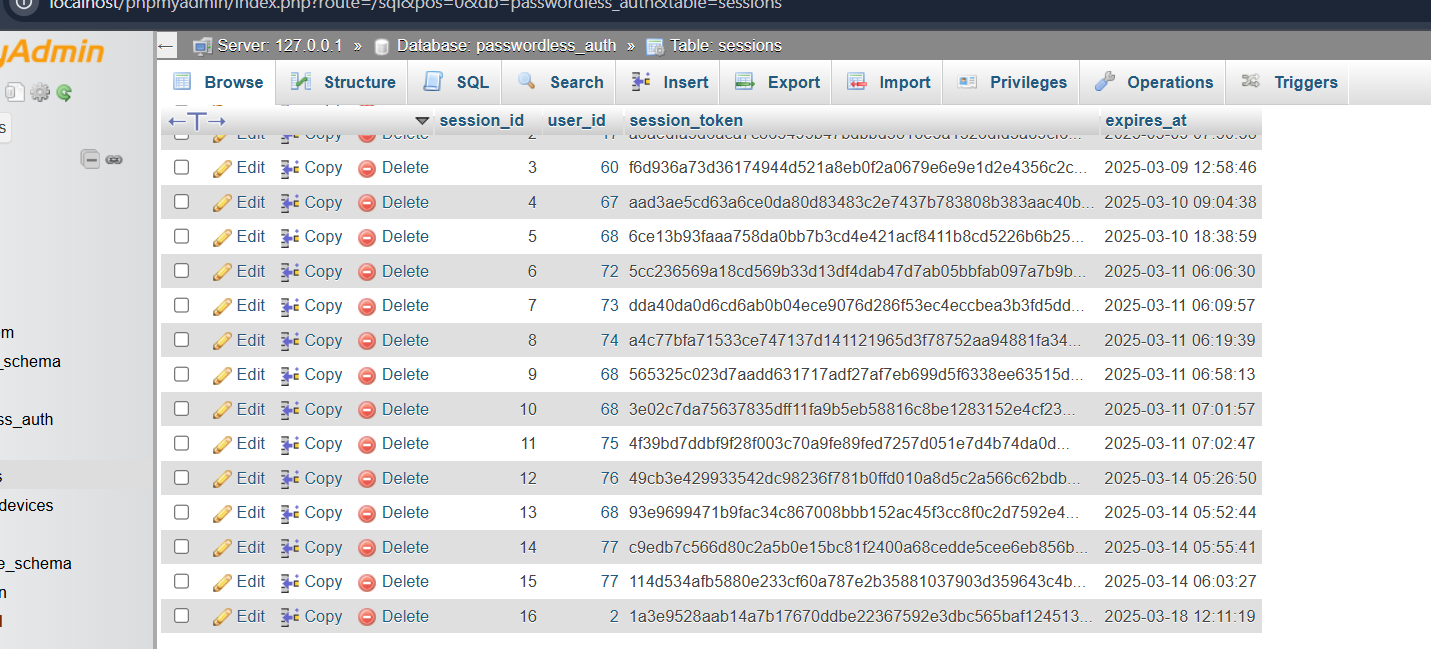 localhost/phpmyadmin/index.php?route=/sql&pos=0&db=passwordless_auth&table=sessions
yAdmin
Server: 127.0.0.1 » Database: passwordless_auth » Table: sessions
Browse Structure SQL Search Insert Export Import Privileges Operations Triggers
session_id user_id session_token expires_at
Edit Copy Delete 3 60 f6d936a73d36174944d521a8eb0f2a0679e6e9e1d2e4356c2c... 2025-03-09 12:58:46
Edit Copy Delete 4 67 aad3ae5cd63a6ce0da80d83483c2e7437b783808b383aac40b... 2025-03-10 09:04:38
Edit Copy Delete 5 68 6ce13b93faaa758da0bb7b3cd4e421acf8411b8cd5226b6b25... 2025-03-10 18:38:59
Edit Copy Delete 6 72 5cc236569a18cd569b33d13df4dab47d7ab05bbfab097a7b9b... 2025-03-11 06:06:30
Edit Copy Delete 7 73 dda40da0d6cd6ab0b04ece9076d286f53ec4eccbea3b3fd5dd... 2025-03-11 06:09:57
Edit Copy Delete 8 74 a4c77bfa71533ce747137d141121965d3f78752aa94881fa34... 2025-03-11 06:19:39
Edit Copy Delete 9 68 565325c023d7aadd631717adf27af7eb699d5f6338ee63515d... 2025-03-11 06:58:13
Edit Copy Delete 10 68 3e02c7da75637835dff11fa9b5eb58816c8be1283152e4cf23... 2025-03-11 07:01:57
Edit Copy Delete 11 75 4f39bd7ddbf9f28f003c70a9fe89fed7257d051e7d4b74da0d... 2025-03-11 07:02:47
Edit Copy Delete 12 76 49cb3e429933542dc98236f781b0ffd010a8d5c2a566c62bdb... 2025-03-14 05:26:50
Edit Copy Delete 13 68 93e9699471b9fac34c867008bbb152ac45f3cc8f0c2d7592e4... 2025-03-14 05:52:44
Edit Copy Delete 14 77 c9edb7c566d80c2a5b0e15bc81f2400a68cedde5cee6eb856b... 2025-03-14 05:55:41
Edit Copy Delete 15 77 114d534afb5880e233cf60a787e2b35881037903d359643c4b... 2025-03-14 06:03:27
Edit Copy Delete 16 2 1a3e9528aab14a7b17670ddbe22367592e3dbc565baf124513... 2025-03-18 12:11:19
s
m
_schema
ss_auth
s
devices
e_schema
n